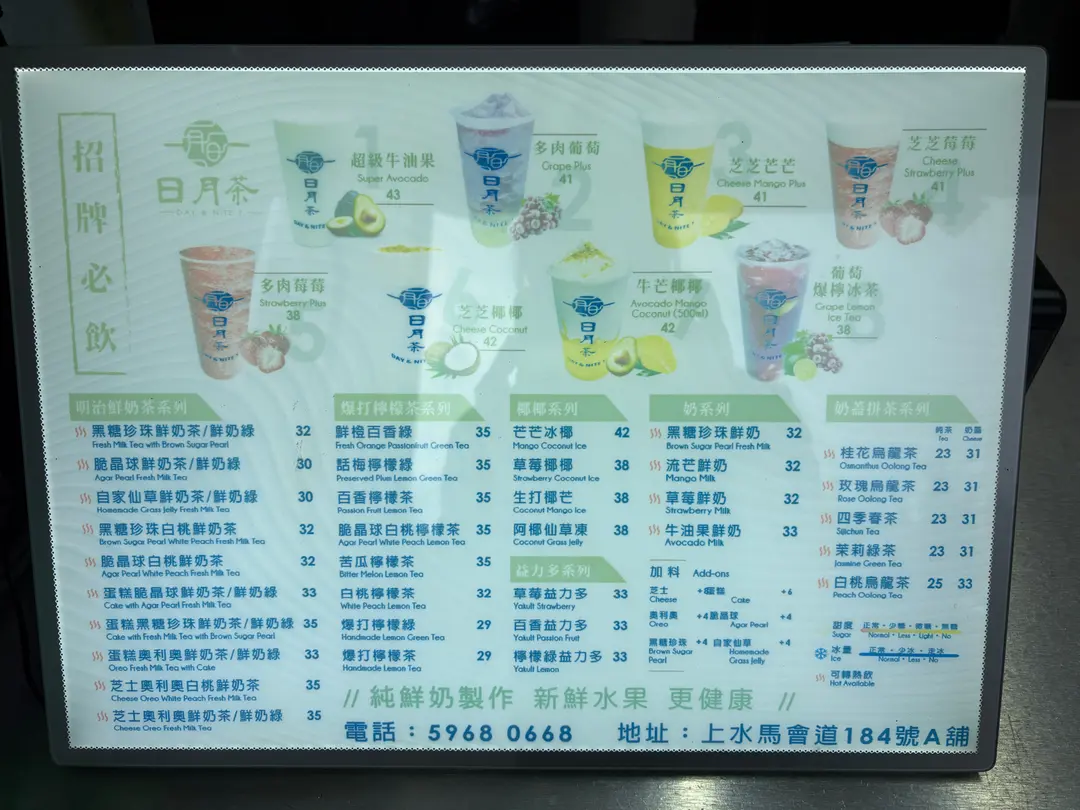 招牌必飲
日月茶
DAY & NITE T
1
超級牛油果
Super Avocado
43
2
多肉葡萄
Grape Plus
41
3
芝芝芒芒
Cheese Mango Plus
41
4
芝芝莓莓
Cheese
Strawberry Plus
41
5
多肉莓莓
Strawberry Plus
38
芝芝椰椰
Cheese Coconut
42
牛芒椰椰
Avocado Mango
Coconut (500ml)
42
葡萄
爆檸冰茶
Grape Lemon
Ice Tea
38
明治鮮奶茶系列
黑糖珍珠鮮奶茶/鮮奶綠 32
Fresh Milk Tea with Brown Sugar Pearl
脆晶球鮮奶茶/鮮奶綠 30
Agar Pearl Fresh Milk Tea
自家仙草鮮奶茶/鮮奶綠 30
Homemade Grass Jelly Fresh Milk Tea
黑糖珍珠白桃鮮奶茶 32
Brown Sugar Pearl White Peach Fresh Milk Tea
脆晶球白桃鮮奶茶 32
Agar Pearl White Peach Fresh Milk Tea
蛋糕脆晶球鮮奶茶/鮮奶綠 33
Cake with Agar Pearl Fresh Milk Tea
蛋糕黑糖珍珠鮮奶茶/鮮奶綠 35
Cake with Fresh Milk Tea with Brown Sugar Pearl
蛋糕奧利奧鮮奶茶/鮮奶綠 33
Oreo Fresh Milk Tea with Cake
芝士奧利奧白桃鮮奶茶 35
Cheese Oreo White Peach Fresh Milk Tea
芝士奧利奧鮮奶茶/鮮奶綠 35
Cheese Oreo Fresh Milk Tea
爆打檸檬茶系列
鮮橙百香綠 35
Fresh Orange Passionfruit Green Tea
話梅檸檬綠 35
Preserved Plus Lemon Green Tea
百香檸檬茶 35
Passion Fruit Lemon Tea
脆晶球白桃檸檬茶 35
Agar Pearl White Peach Lemon Tea
苦瓜檸檬茶 35
Bitter Melon Lemon Tea
白桃檸檬茶 32
White Peach Lemon Tea
爆打檸檬綠 29
Handmade Lemon Green Tea
爆打檸檬茶 29
Handmade Lemon Tea
椰椰系列
芒芒冰椰 42
Mango Coconut Ice
草莓椰椰 38
Strawberry Coconut Ice
生打椰芒 38
Coconut Mango Ice
阿椰仙草凍 38
Coconut Grass Jelly
益力多系列
草莓益力多 33
Yakult Strawberry
百香益力多 33
Yakult Passion Fruit
檸檬綠益力多 33
Yakult Lemon
奶系列
黑糖珍珠鮮奶 32
Brown Sugar Pearl Fresh Milk
流芒鮮奶 32
Mango Milk
草莓鮮奶 32
Strawberry Milk
牛油果鮮奶 33
Avocado Milk
加料 Add-ons
芝士 +8 蛋糕 +6
Cheese Cake
奧利奧 +4 脆晶球 +4
Oreo Agar Pearl
黑糖珍珠 +4 自家仙草 +4
Brown Sugar Pearl Homemade Grass Jelly
奶蓋拼茶系列
純茶 奶蓋
Tea Cheese
桂花烏龍茶 23 31
Osmanthus Oolong Tea
玫瑰烏龍茶 23 31
Rose Oolong Tea
四季春茶 23 31
Sijichun Tea
茉莉綠茶 23 31
Jasmine Green Tea
白桃烏龍茶 25 33
Peach Oolong Tea
甜度 正常・少糖・微糖・無糖
Sugar Normal・Less・Light・No
冰量 正常・少冰・走冰
Ice Normal・Less・No
可轉熱飲
Hot Available
// 純鮮奶製作 新鮮水果 更健康 //
電話：5968 0668 地址：上水馬會道184號A舖